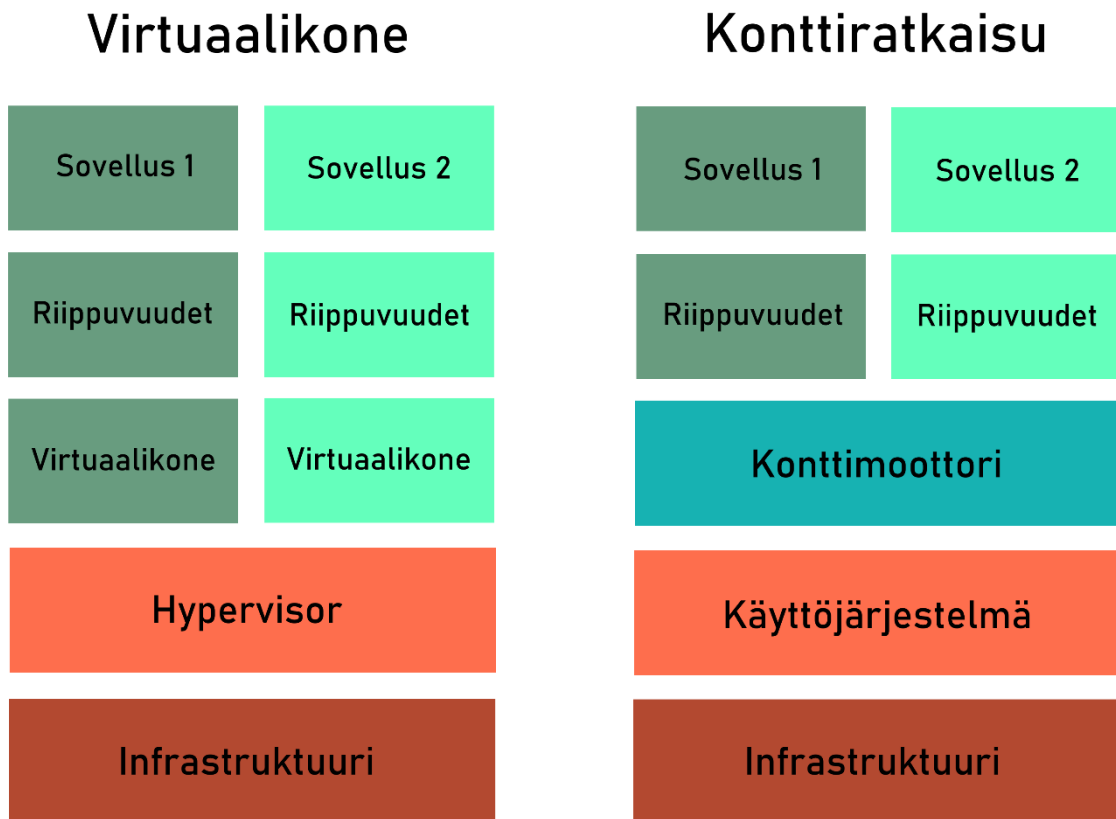 Virtuaalikone
Konttiratkaisu
Sovellus 1
Sovellus 2
Riippuvuudet
Riippuvuudet
Virtuaalikone
Virtuaalikone
Hypervisor
Infrastruktuuri
Sovellus 1
Sovellus 2
Riippuvuudet
Riippuvuudet
Konttimoottori
Käyttöjärjestelmä
Infrastruktuuri